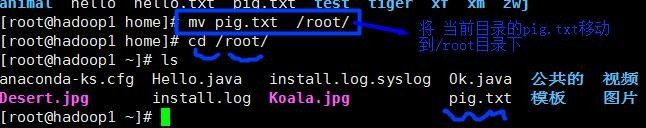 animal hello hello.txt pig.txt test tiger xf xm zwj
[root@hadoop1 home]# mv pig.txt /root/
将 当前目录的pig.txt移动
[root@hadoop1 home]# cd /root/
到/root目录下
[root@hadoop1 ~]# ls
anaconda-ks.cfg Hello.java install.log.syslog Ok.java 公共的 视频
Desert.jpg install.log Koala.jpg pig.txt 模板 图片
[root@hadoop1 ~]#